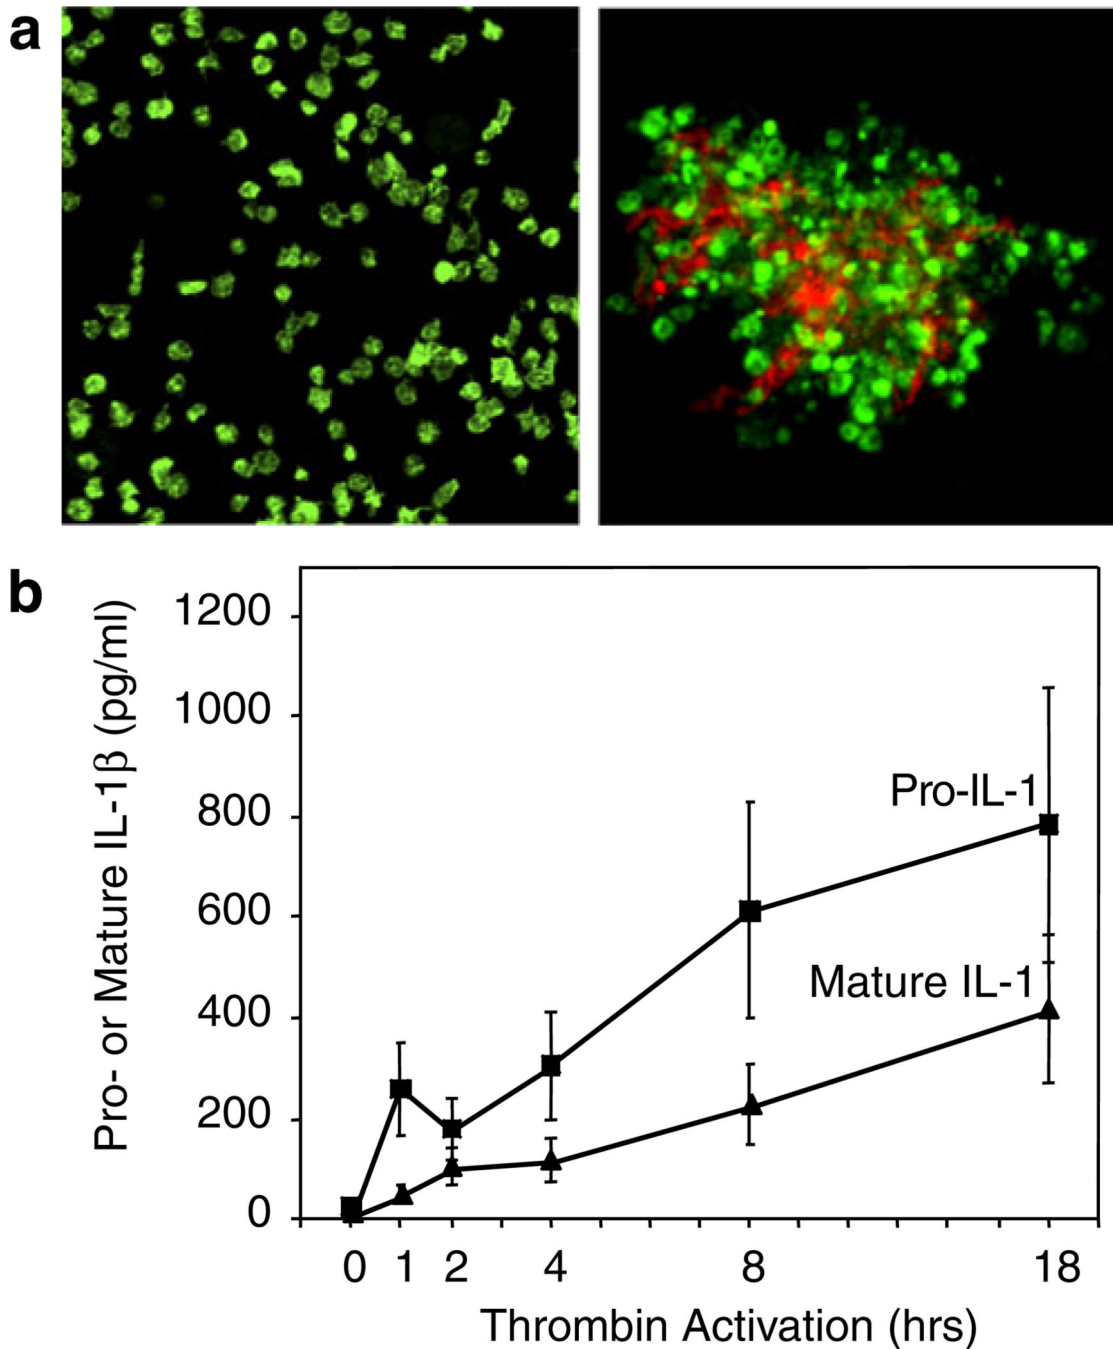 a
b
Pro- or Mature IL-1β (pg/ml)
1200
1000
800
600
400
200
0
Pro-IL-1
Mature IL-1
0 1 2 4 8 18
Thrombin Activation (hrs)